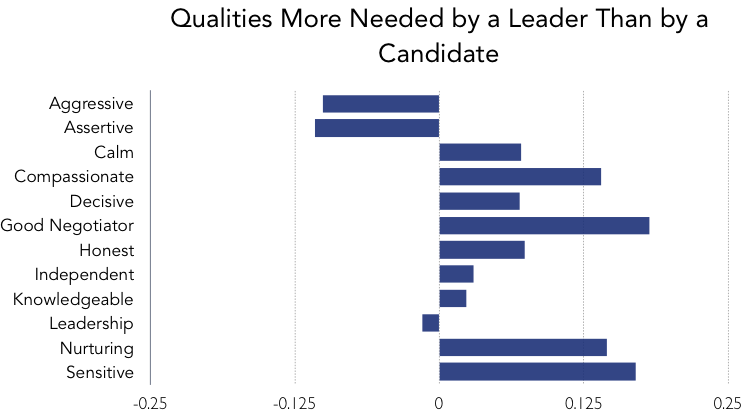 Qualities More Needed by a Leader Than by a
Candidate
Aggressive
Assertive
Calm
Compassionate
Decisive
Good Negotiator
Honest
Independent
Knowledgeable
Leadership
Nurturing
Sensitive
-0.25 -0.125 0 0.125 0.25